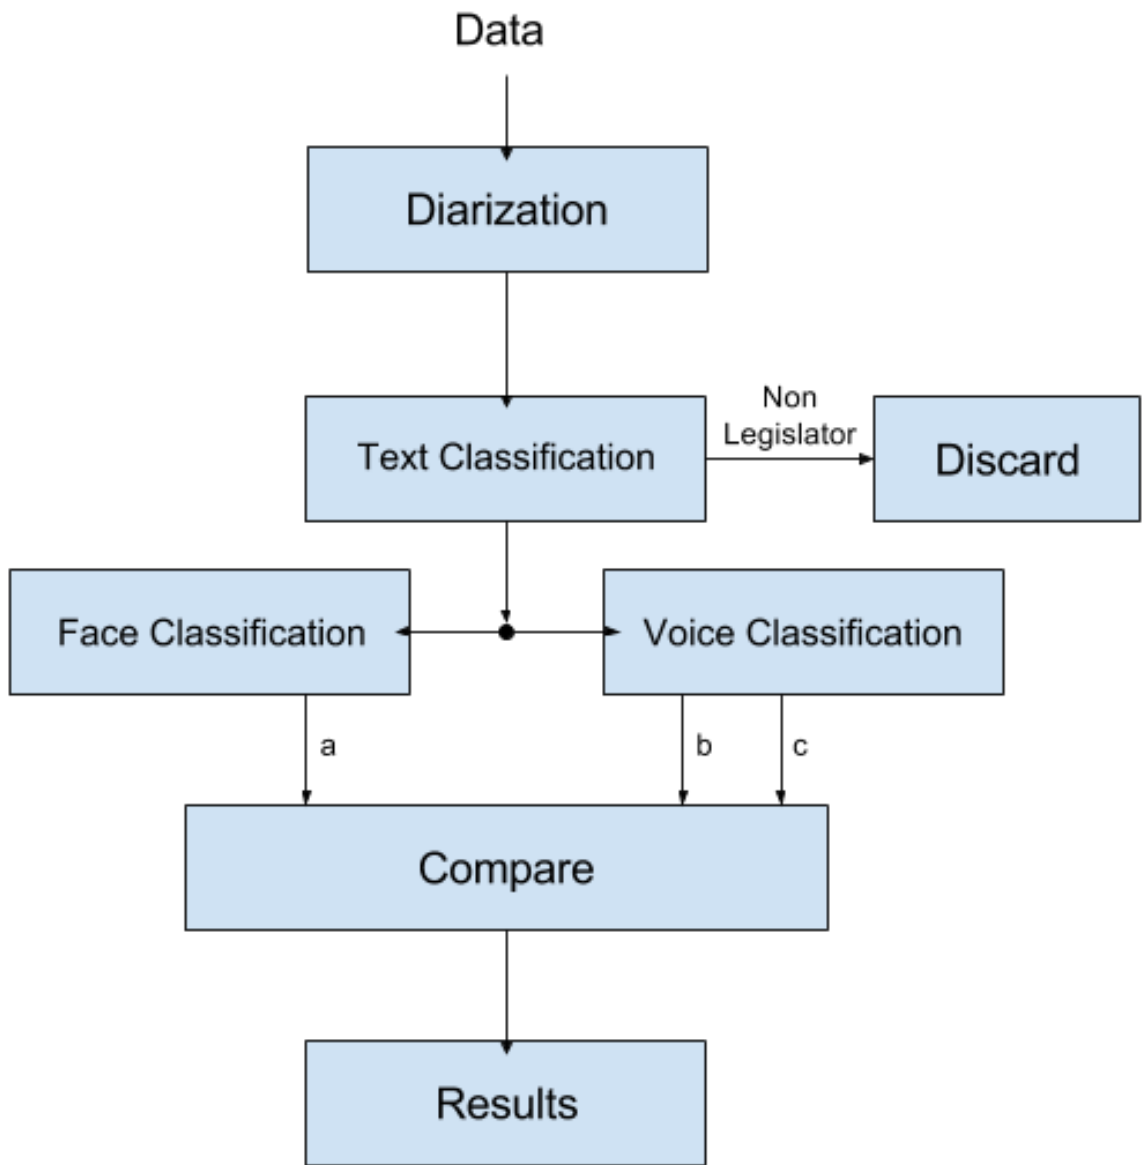 Data
Diarization
Non
Legislator
Text Classification
Discard
Face Classification
Voice Classification
a
b
c
Compare
Results